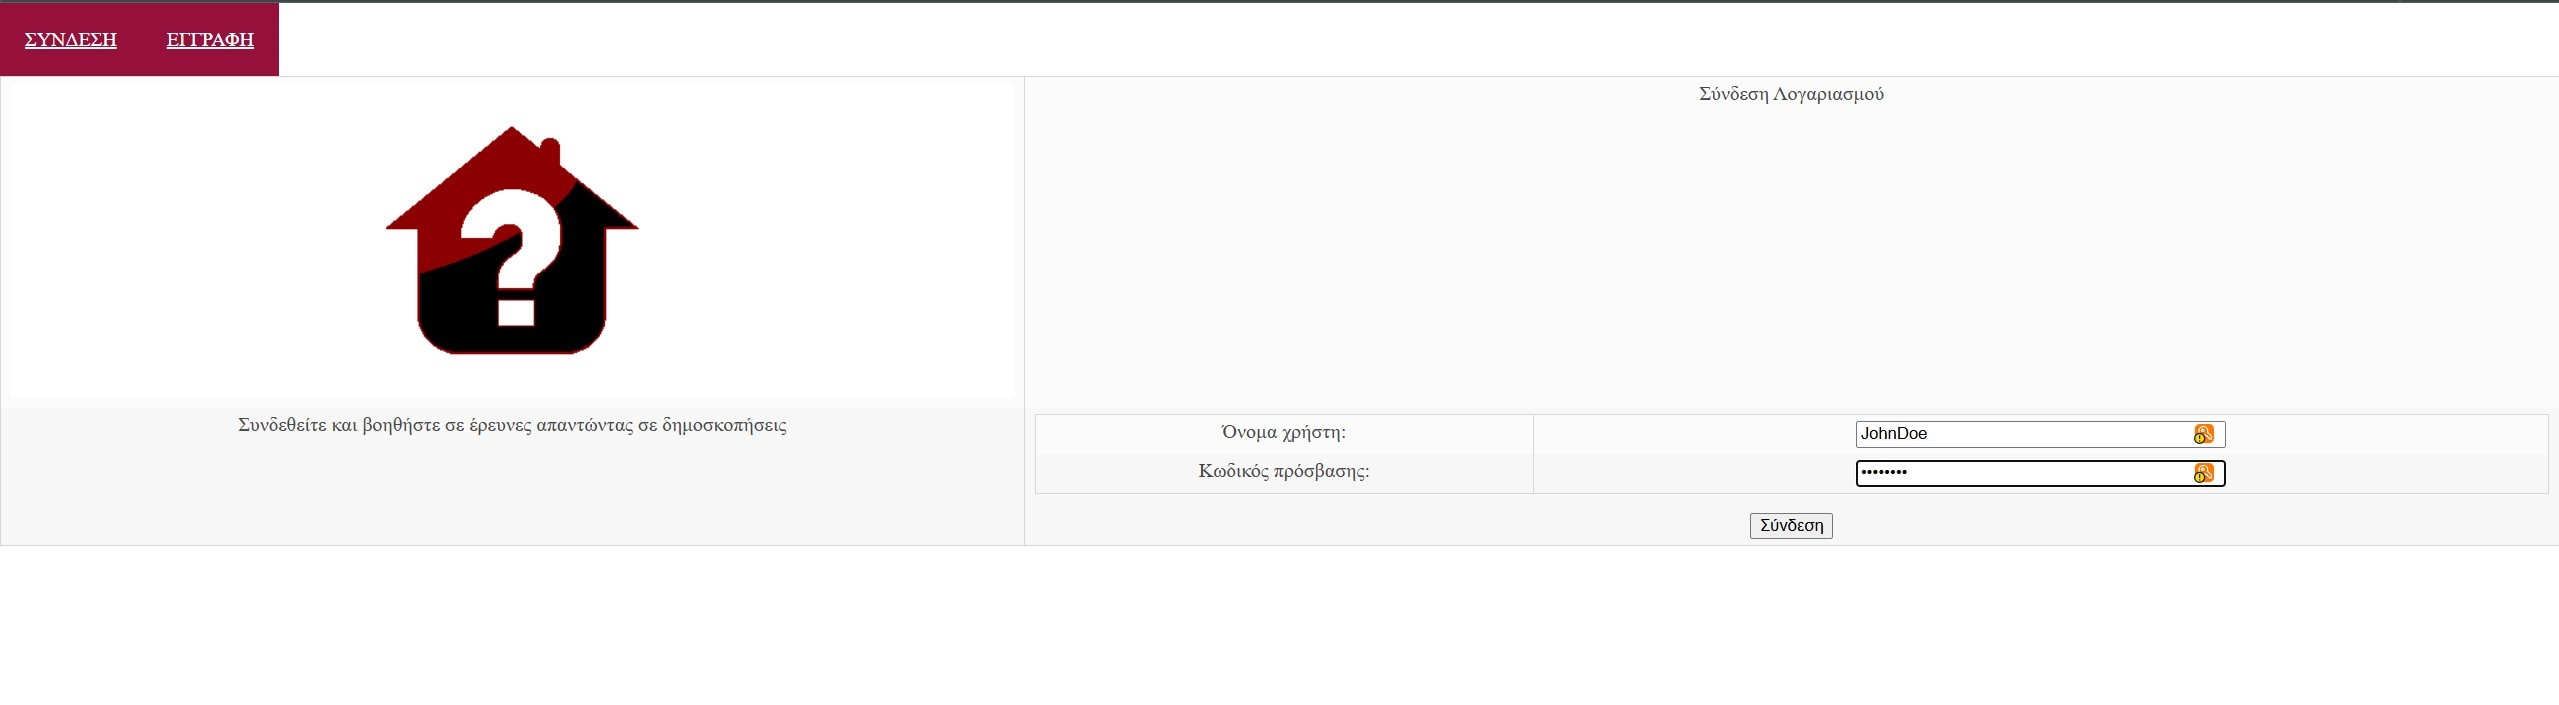 ΣΥΝΔΕΣΗ ΕΓΓΡΑΦΗ
Σύνδεση Λογαριασμού
?
Συνδεθείτε και βοηθήστε σε έρευνες απαντώντας σε δημοσκοπήσεις
Όνομα χρήστη: JohnDoe
Κωδικός πρόσβασης: ••••••••
Σύνδεση